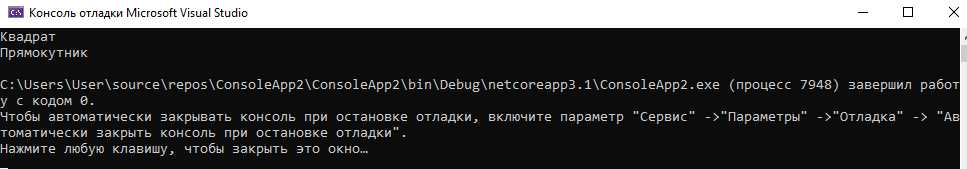 Консоль отладки Microsoft Visual Studio
Квадрат
Прямокутник
C:\Users\User\source\repos\ConsoleApp2\ConsoleApp2\bin\Debug\netcoreapp3.1\ConsoleApp2.exe (процесс 7948) завершил работ
у с кодом 0.
Чтобы автоматически закрывать консоль при остановке отладки, включите параметр "Сервис" ->"Параметры" ->"Отладка" -> "Ав
томатически закрыть консоль при остановке отладки".
Нажмите любую клавишу, чтобы закрыть это окно…